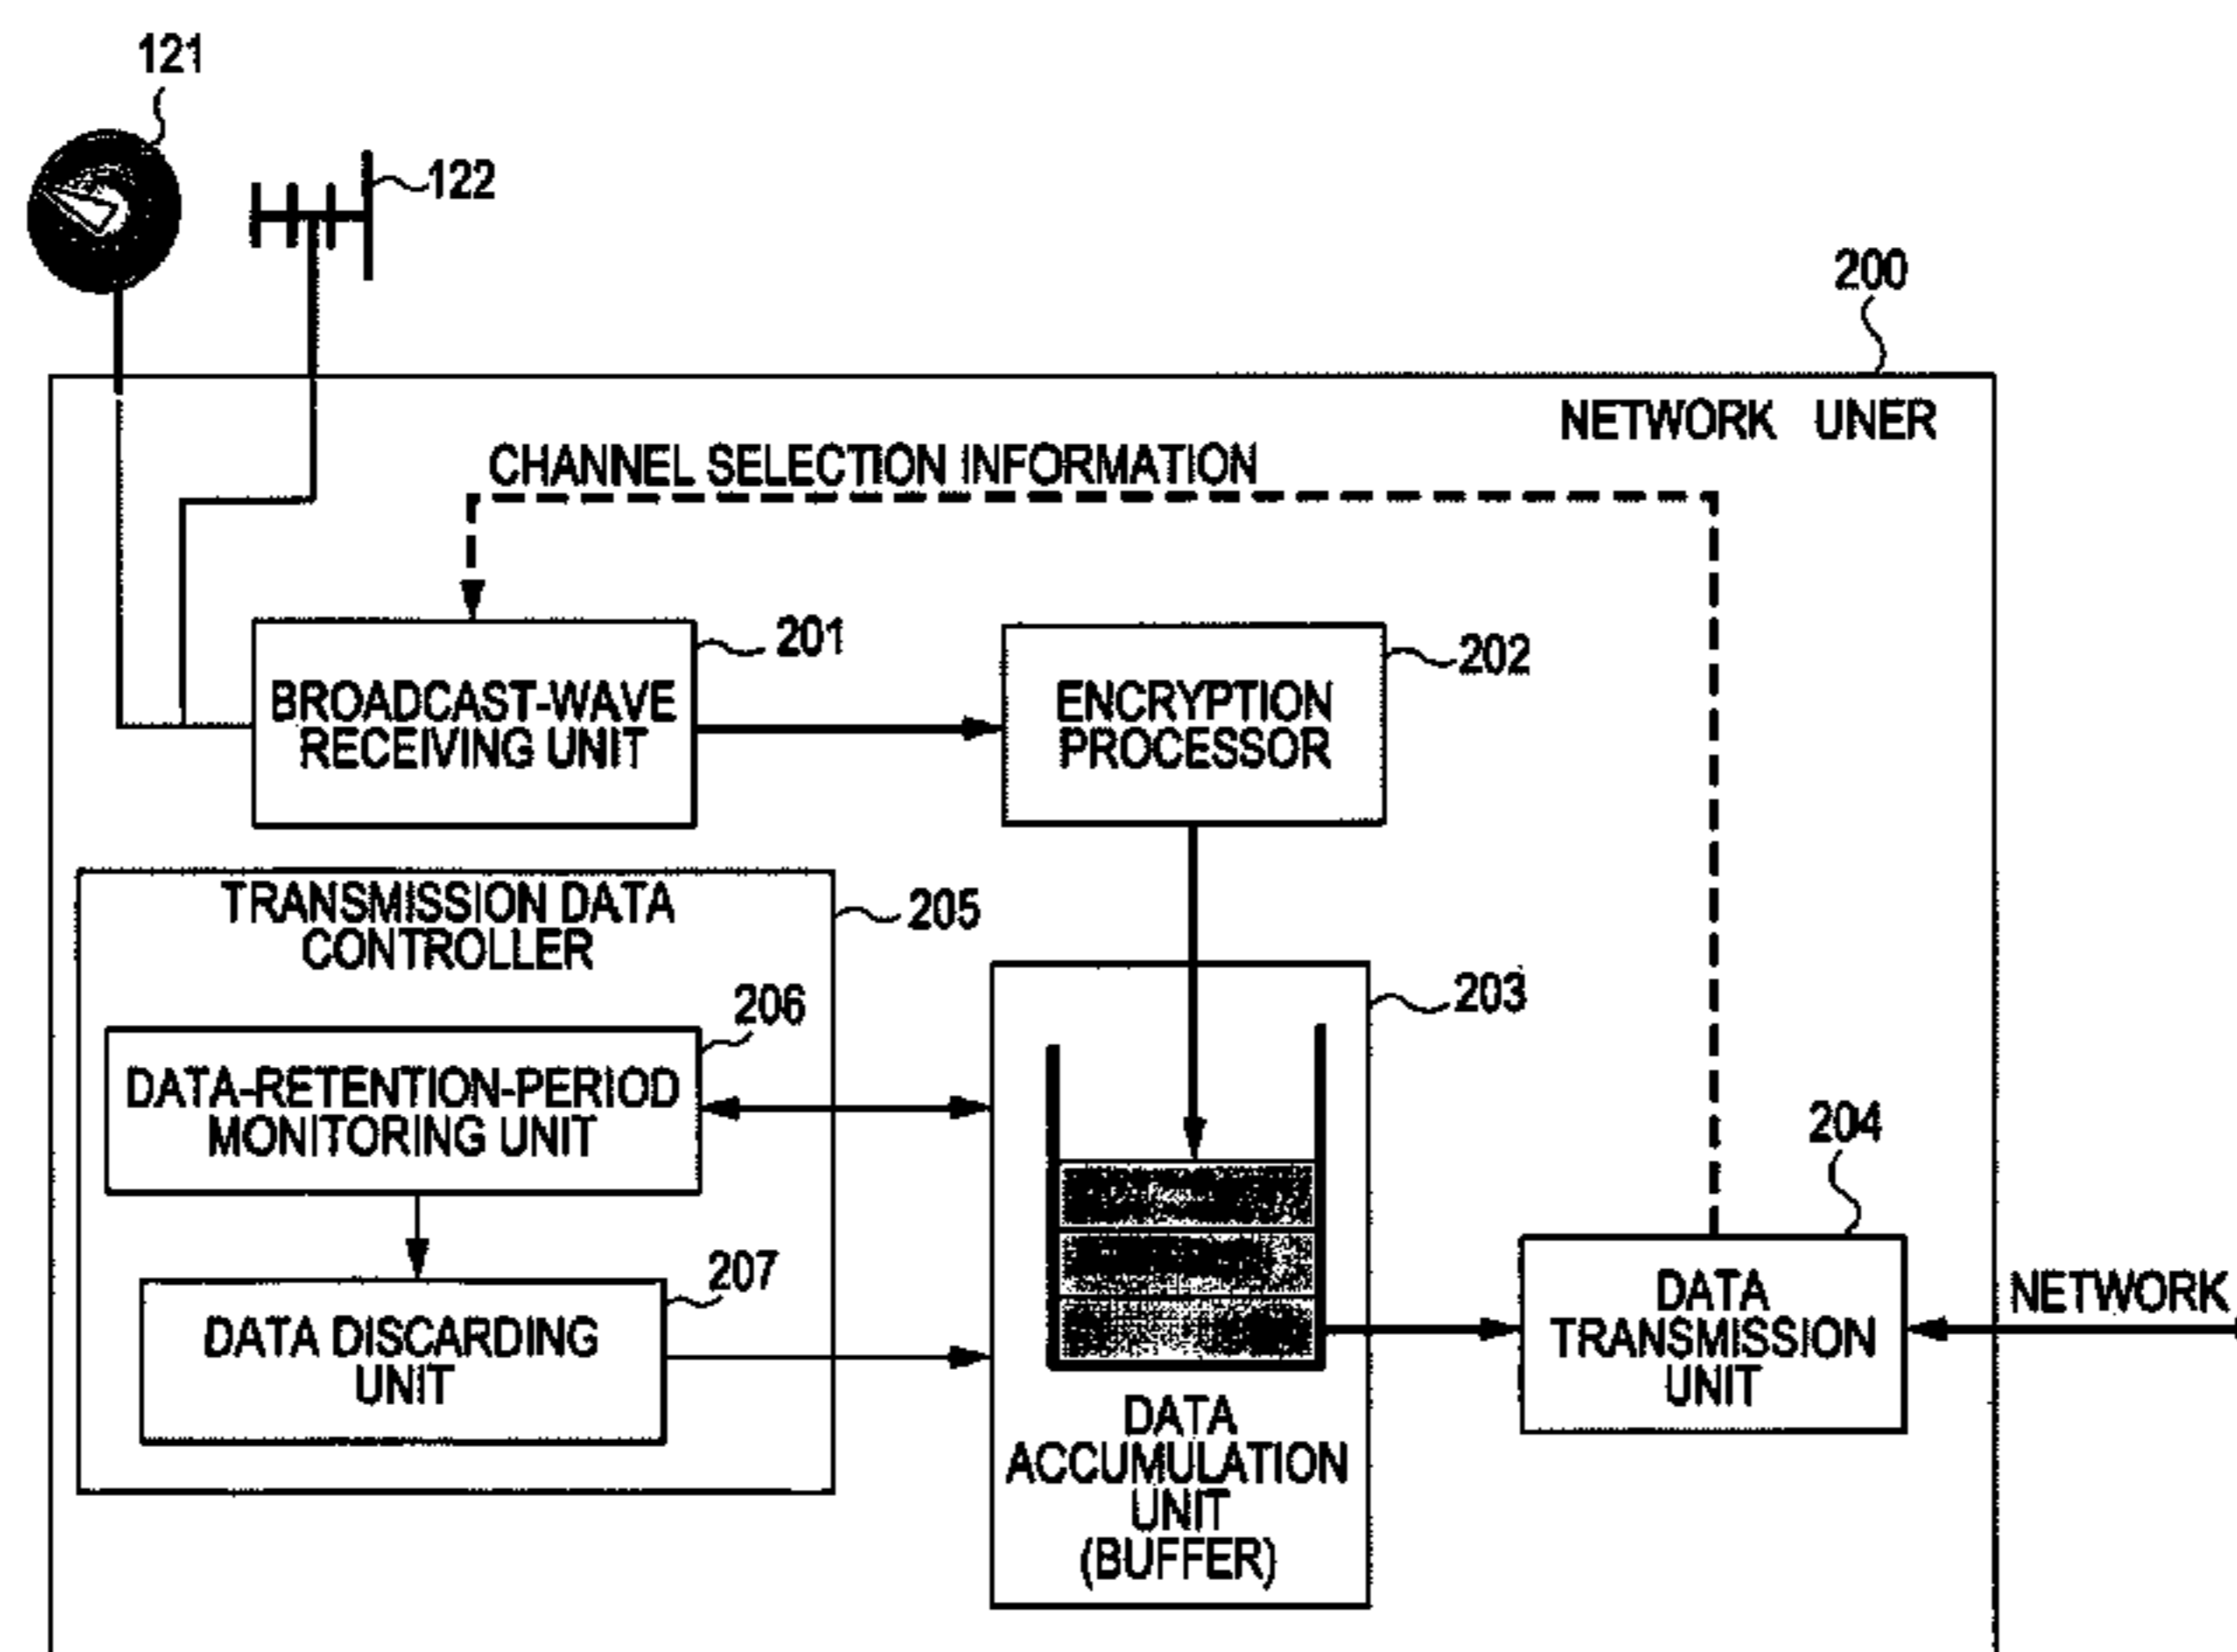 121
122
200
NETWORK UNER
CHANNEL SELECTION INFORMATION
201
202
BROADCAST-WAVE
RECEIVING UNIT
ENCRYPTION
PROCESSOR
TRANSMISSION DATA
CONTROLLER
205
203
206
DATA-RETENTION-PERIOD
MONITORING UNIT
204
207
DATA DISCARDING
UNIT
DATA
TRANSMISSION
UNIT
NETWORK
DATA
ACCUMULATION
UNIT
(BUFFER)